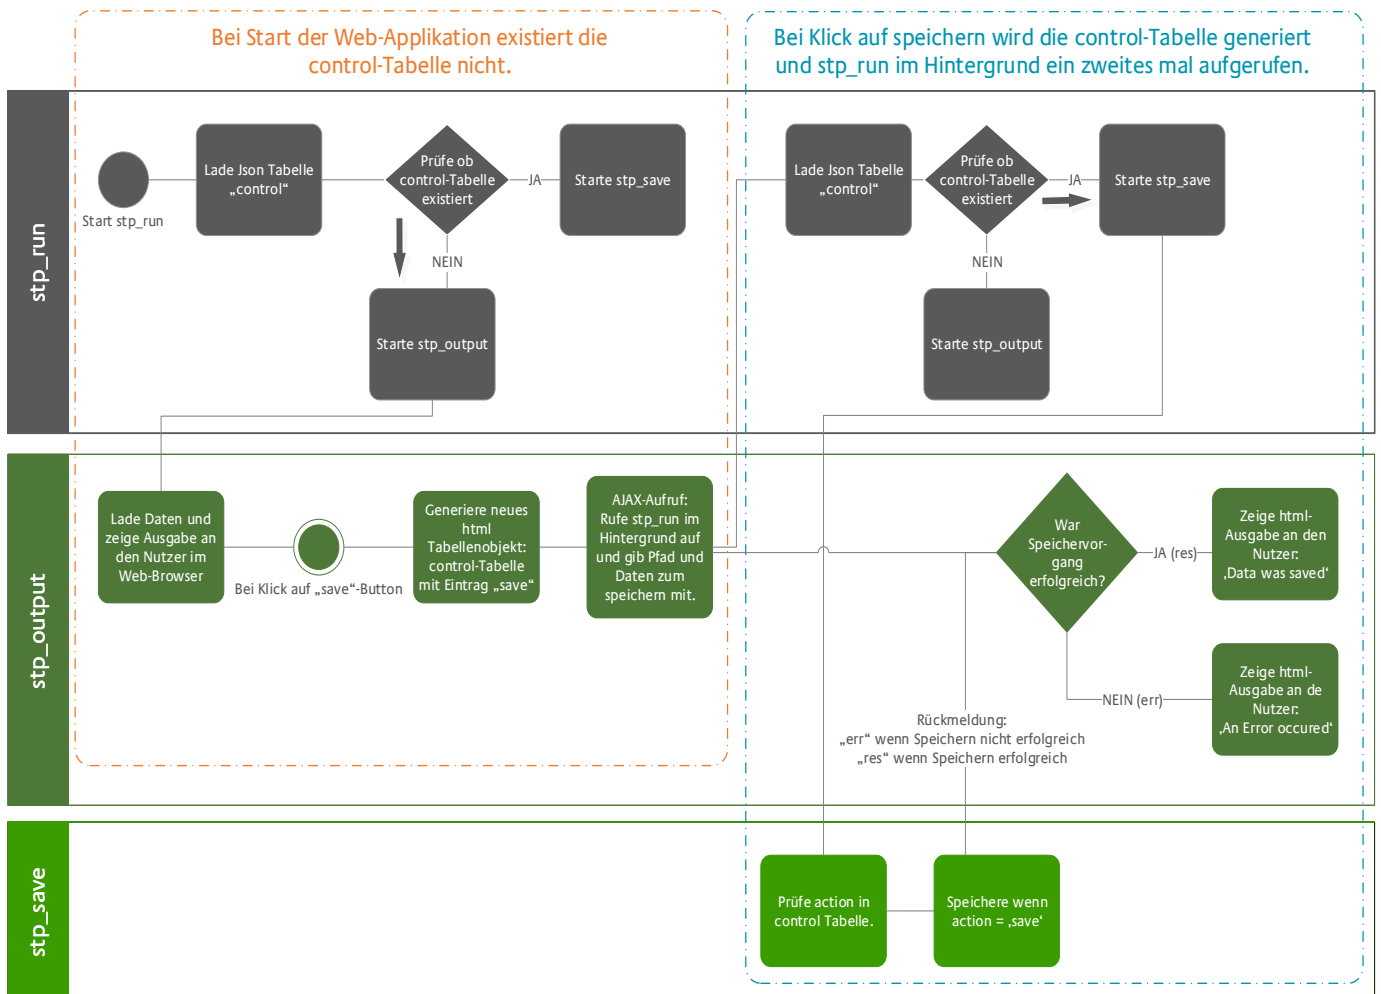 Bei Start der Web-Applikation existiert die
control-Tabelle nicht.
Bei Klick auf speichern wird die control-Tabelle generiert
und stp_run im Hintergrund ein zweites mal aufgerufen.
stp_run
Start stp_run
Lade Json Tabelle
„control“
Prüfe ob
control-Tabelle
existiert
JA
Starte stp_save
NEIN
Starte stp_output
Lade Json Tabelle
„control“
Prüfe ob
control-Tabelle
existiert
JA
Starte stp_save
NEIN
Starte stp_output
stp_output
Lade Daten und
zeige Ausgabe an
den Nutzer im
Web-Browser
Bei Klick auf „save“-Button
Generiere neues
html
Tabellenobjekt:
control-Tabelle
mit Eintrag „save“
AJAX-Aufruf:
Rufe stp_run im
Hintergrund auf
und gib Pfad und
Daten zum
speichern mit.
War
Speichervor-
gang
erfolgreich?
JA (res)
Zeige html-
Ausgabe an den
Nutzer:
‚Data was saved‘
NEIN (err)
Zeige html-
Ausgabe an de
Nutzer:
‚An Error occured‘
Rückmeldung:
„err“ wenn Speichern nicht erfolgreich
„res“ wenn Speichern erfolgreich
stp_save
Prüfe action in
control Tabelle.
Speichere wenn
action = ‚save‘